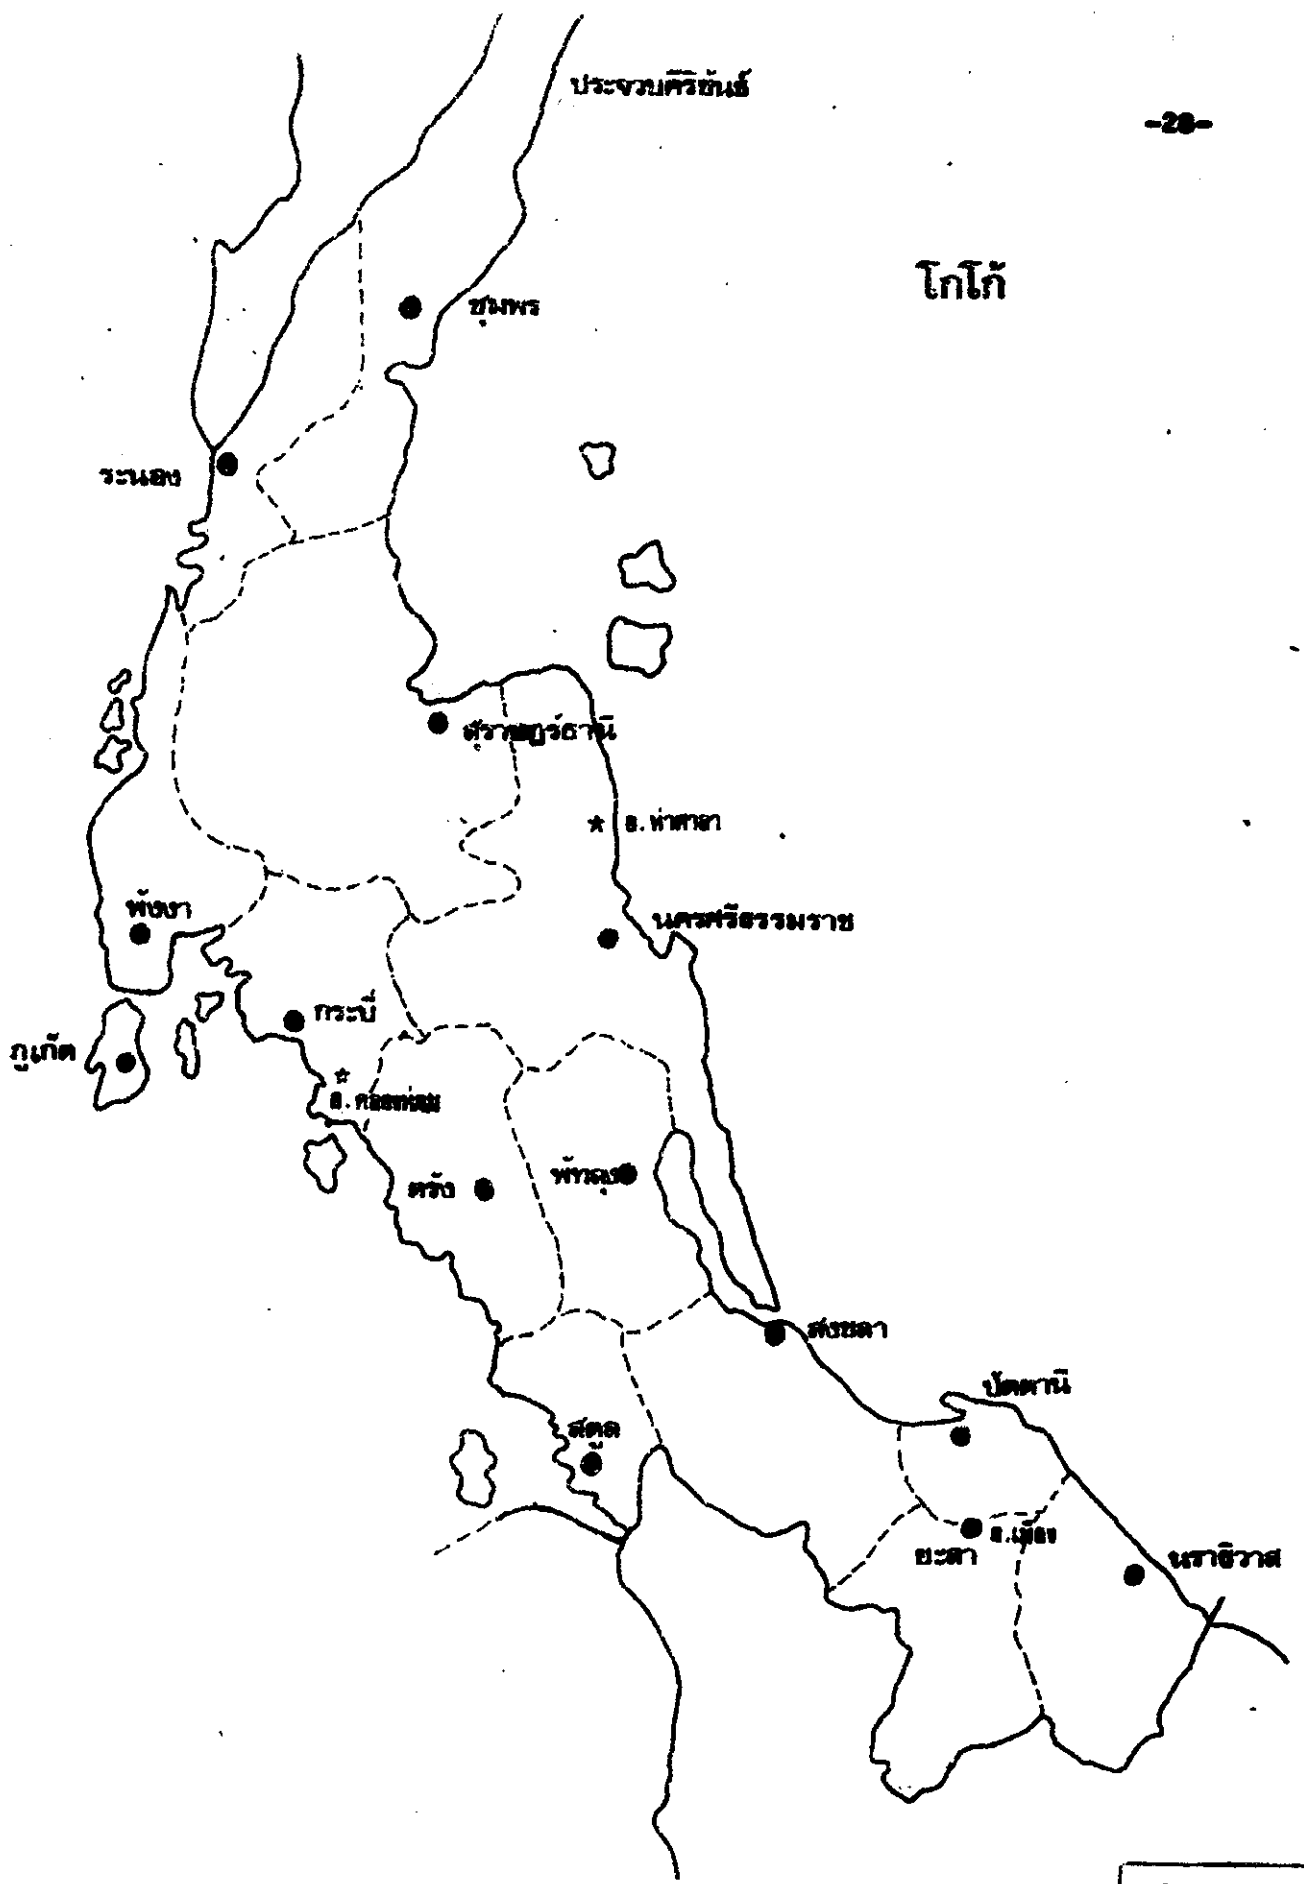 ประจวบคีรีขันธ์
-28-
โกโก้
ชุมพร
ระนอง
สุราษฎร์ธานี
อ.ท่าศาลา
พังงา
นครศรีธรรมราช
กระบี่
ภูเก็ต
อ.คลองท่อม
ตรัง
พัทลุง
สงขลา
ปัตตานี
สตูล
อ.เมือง
ยะลา
นราธิวาส